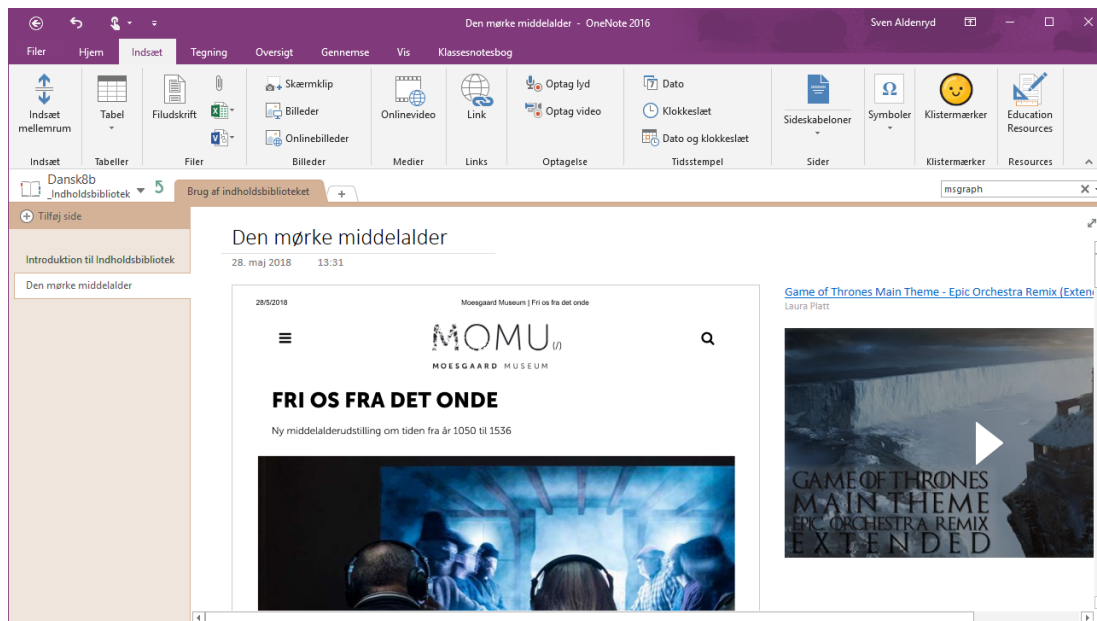 Den mørke middelalder - OneNote 2016
Sven Aldenryd
Filer Hjem Indsæt Tegning Oversigt Gennemse Vis Klassesnotesbog
Indsæt mellemrum
Tabel
Filudskrift
Skærmklip
Billeder
Onlinebilleder
Onlinevideo
Link
Optag lyd
Optag video
Dato
Klokkeslæt
Dato og klokkeslæt
Sideskabeloner
Symboler
Klistermærker
Education Resources
Indsæt Tabeller Filer Billeder Medier Links Optagelse Tidsstempel Sider Klistermærker Resources
Dansk8b
_Indholdsbibliotek
Brug af indholdsbiblioteket
msgraph
Tilføj side
Introduktion til Indholdsbibliotek
Den mørke middelalder
Den mørke middelalder
28. maj 2018 13:31
28/5/2018 Moesgaard Museum | Fri os fra det onde
MOMU(/)
MOESGAARD MUSEUM
FRI OS FRA DET ONDE
Ny middelalderudstilling om tiden fra år 1050 til 1536
Game of Thrones Main Theme - Epic Orchestra Remix (Exten
Laura Platt
GAME OF THRONES
MAIN THEME
EPIC ORCHESTRA REMIX
EXTENDED